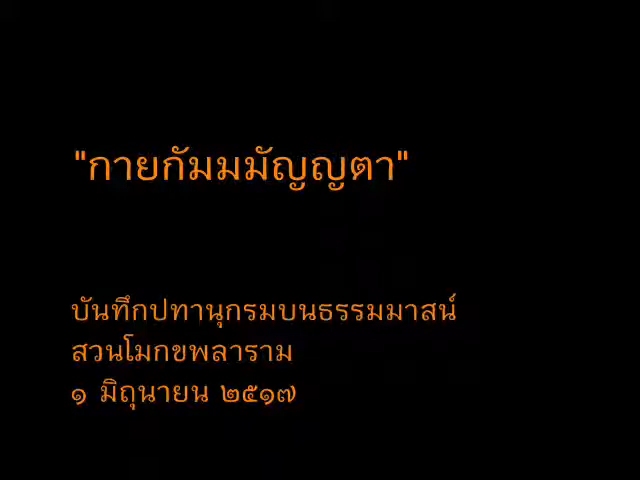 "กายกัมมมัญญตา"
บันทึกปทานุกรมบนธรรมมาสน์
สวนโมกขพลาราม
๑ มิถุนายน ๒๕๑๗